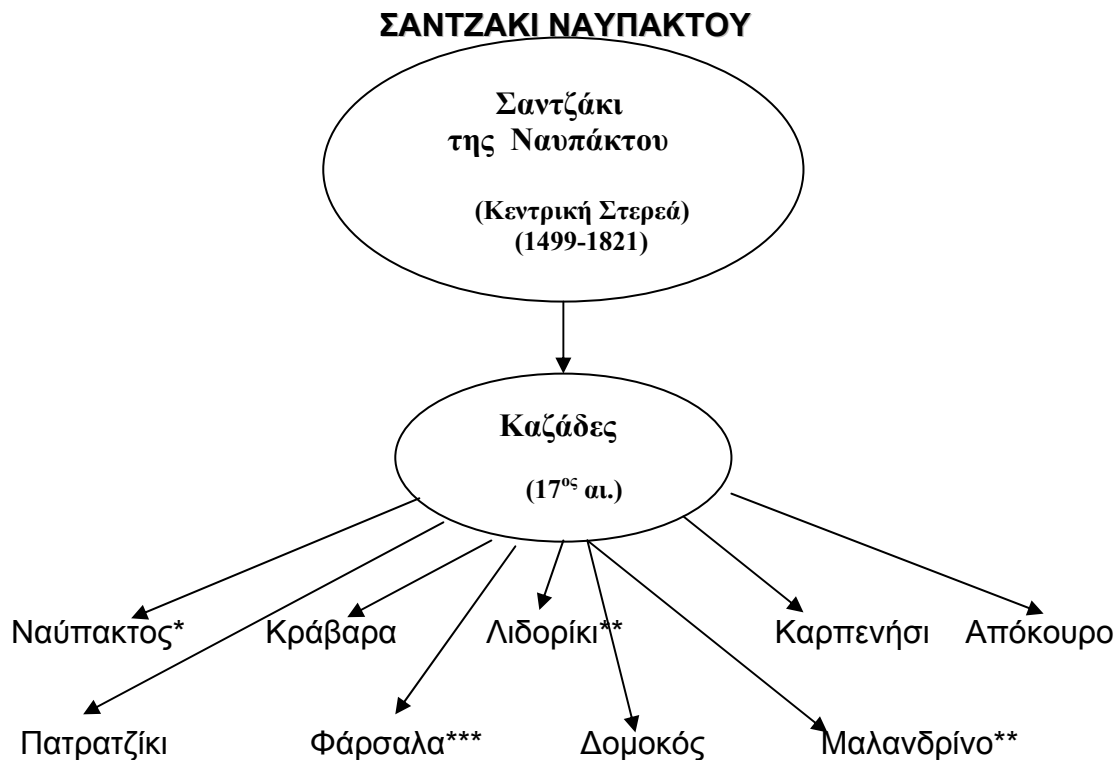 ΣΑΝΤΖΑΚΙ ΝΑΥΠΑΚΤΟΥ
Σαντζάκι
της Ναυπάκτου
(Κεντρική Στερεά)
(1499-1821)
Καζάδες
(17ος αι.)
Ναύπακτος* Κράβαρα Λιδορίκι** Καρπενήσι Απόκουρο
Πατρατζίκι Φάρσαλα*** Δομοκός Μαλανδρίνο**